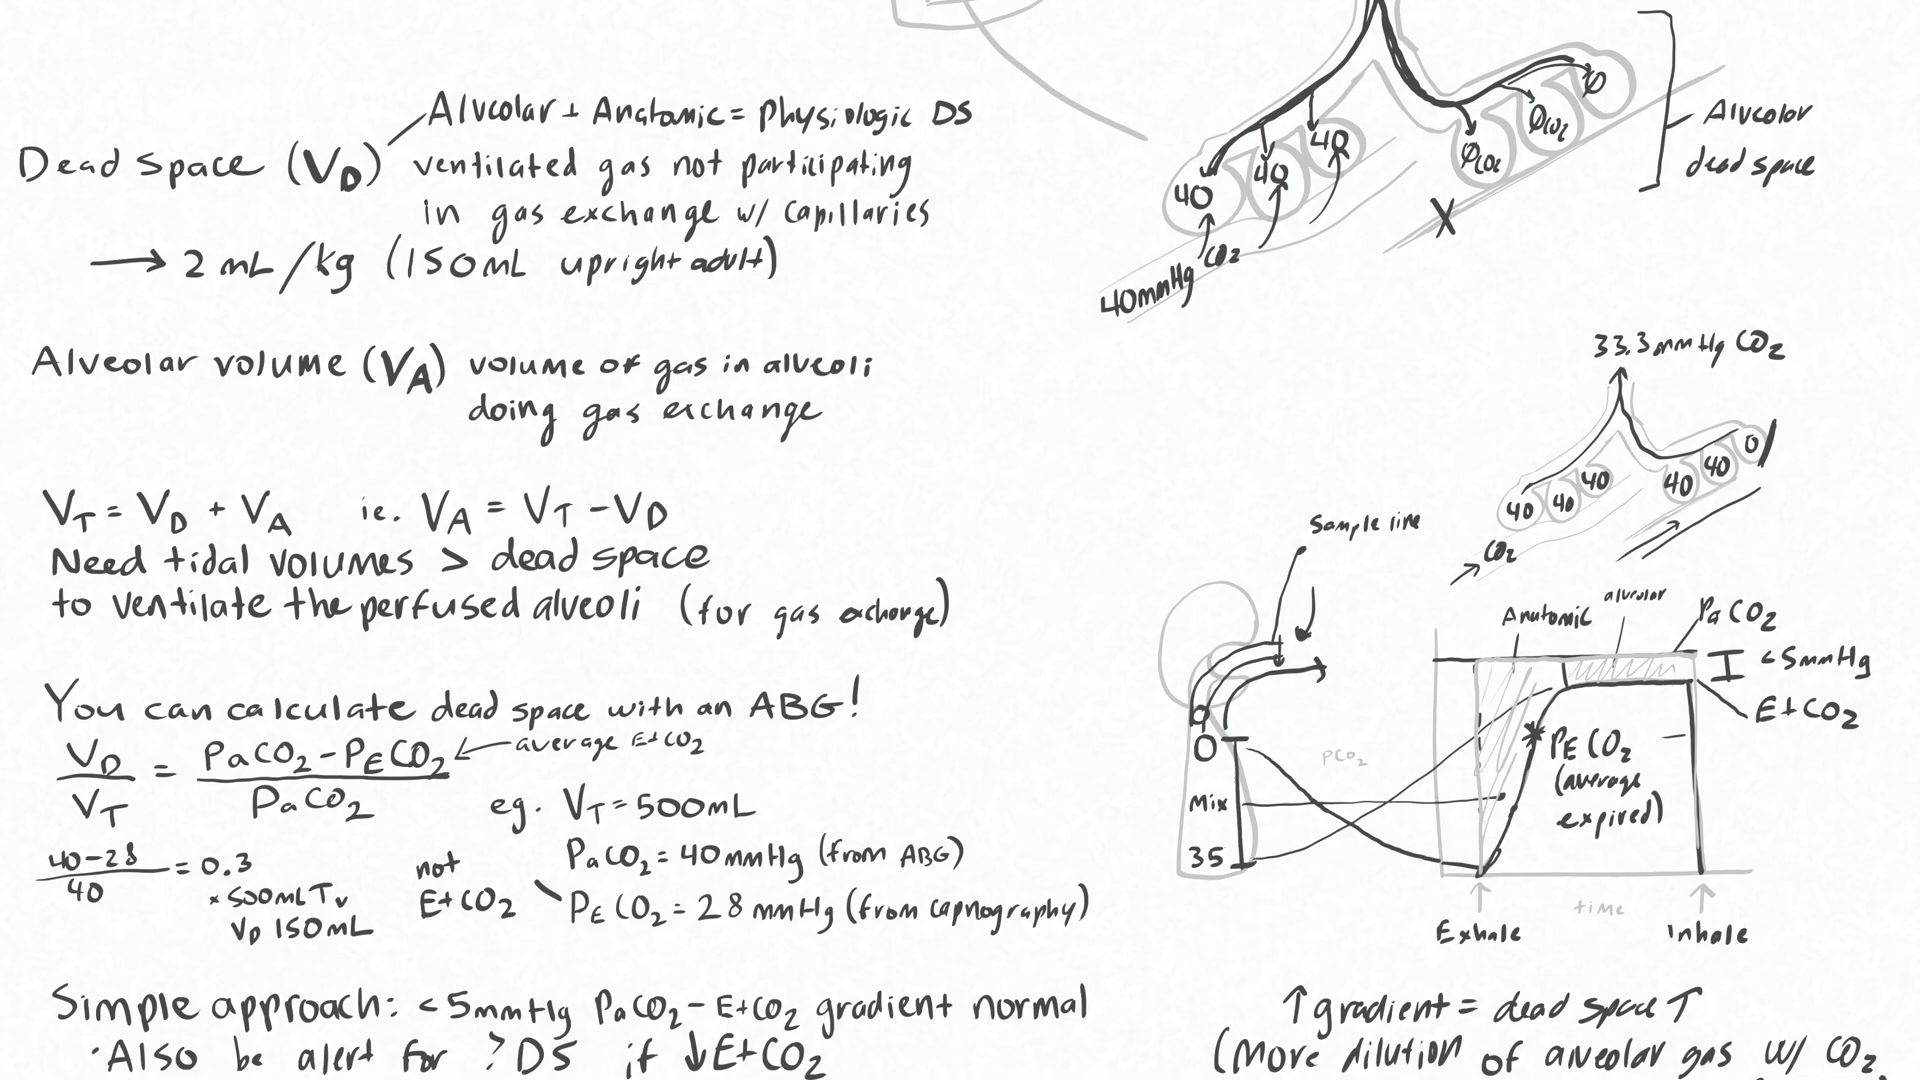 Alveolar + Anatomic = Physiologic DS
Dead Space (VD) ventilated gas not participating
in gas exchange w/ capillaries
→ 2 mL/kg (150mL upright adult)
Alveolar volume (VA) volume of gas in alveoli
doing gas exchange
VT = VD + VA ie. VA = VT - VD
Need tidal volumes > dead space
to ventilate the perfused alveoli (for gas exchange)
You can calculate dead space with an ABG!
VD/VT = PaCO2 - PECO2 / PaCO2 ← average EtCO2
eg. VT = 500mL
PaCO2 = 40mmHg (from ABG)
not EtCO2
PECO2 = 28mmHg (from capnography)
40-28/40 = 0.3
× 500mL Tv
VD 150mL
Simple approach: <5mmHg PaCO2 - EtCO2 gradient normal
· Also be alert for ? DS if ↓EtCO2
40 40 40
φCO2 φCO2 φ
40mmHg CO2
X
Alveolar
dead space
33.3mmHg CO2
40 40 40 40 40 0
→ CO2
Sample line
0
Mix
35
PCO2
Anatomic
alveolar
PaCO2
<5mmHg
EtCO2
* PECO2
(average
expired)
time
Exhale
Inhale
↑gradient = dead space ↑
(more dilution of alveolar gas w/ CO2